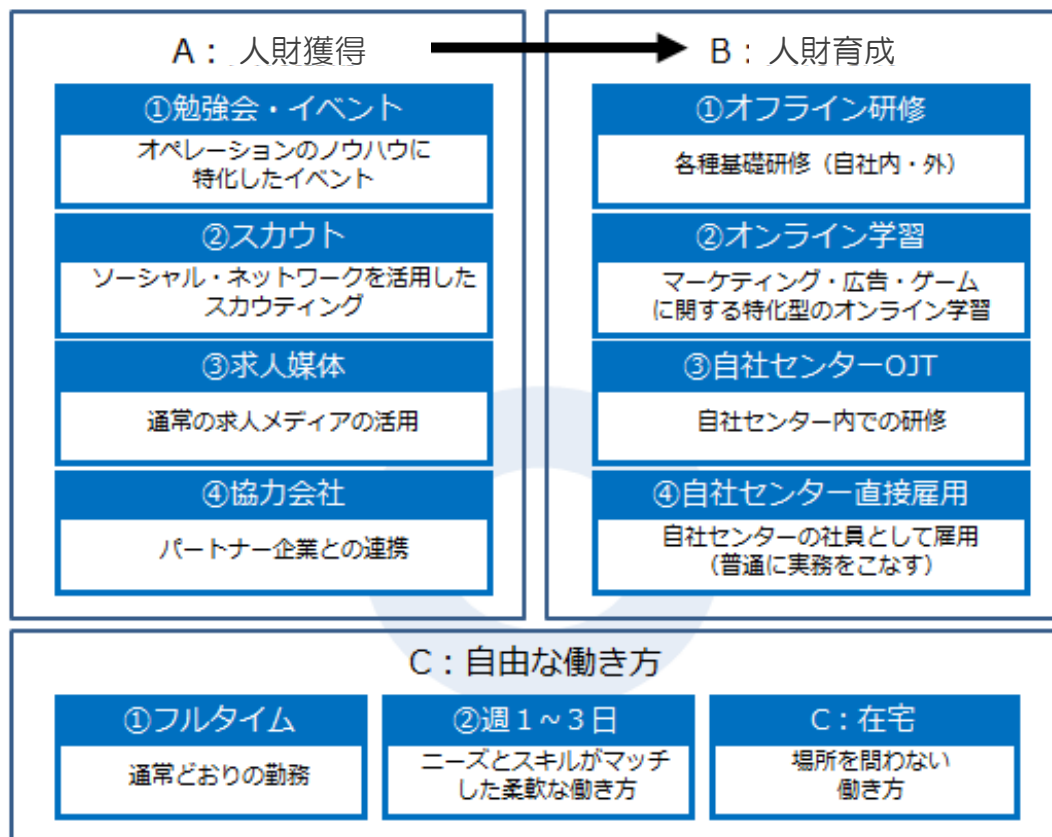 A： 人財獲得
①勉強会・イベント
オペレーションのノウハウに
特化したイベント
②スカウト
ソーシャル・ネットワークを活用した
スカウティング
③求人媒体
通常の求人メディアの活用
④協力会社
パートナー企業との連携
B： 人財育成
①オフライン研修
各種基礎研修（自社内・外）
②オンライン学習
マーケティング・広告・ゲーム
に関する特化型のオンライン学習
③自社センターOJT
自社センター内での研修
④自社センター直接雇用
自社センターの社員として雇用
（普通に実務をこなす）
C：自由な働き方
①フルタイム
通常どおりの勤務
②週１～３日
ニーズとスキルがマッチ
した柔軟な働き方
C：在宅
場所を問わない
働き方